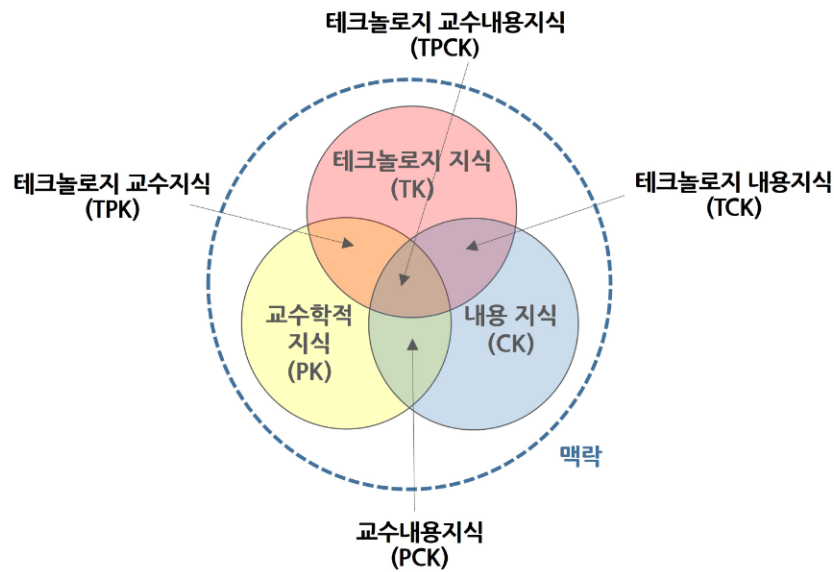 테크놀로지 교수내용지식
(TPCK)
테크놀로지 지식
(TK)
테크놀로지 교수지식
(TPK)
테크놀로지 내용지식
(TCK)
교수학적
지식
(PK)
내용 지식
(CK)
맥락
교수내용지식
(PCK)